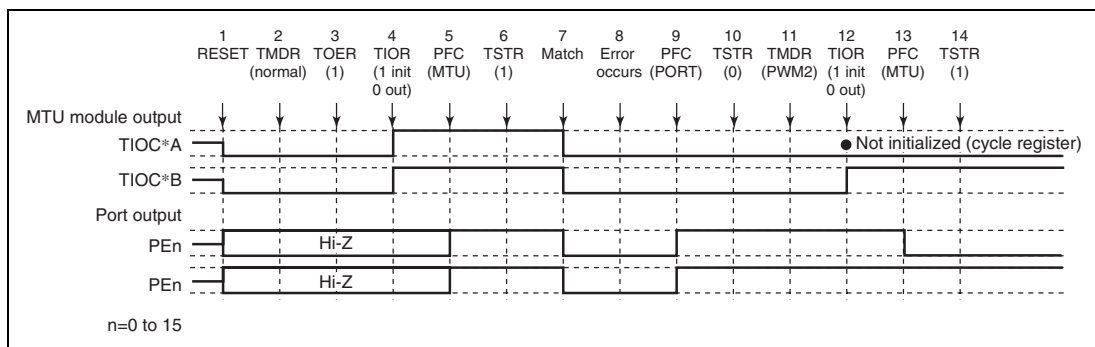 1 2 3 4 5 6 7 8 9 10 11 12 13 14
RESET TMDR TOER TIOR PFC TSTR Match Error PFC TSTR TMDR TIOR PFC TSTR
(normal) (1) (1 init (MTU) (1) occurs (PORT) (0) (PWM2) (1 init (MTU) (1)
0 out) 0 out)
MTU module output
TIOC*A ● Not initialized (cycle register)
TIOC*B
Port output
PEn Hi-Z
PEn Hi-Z
n=0 to 15